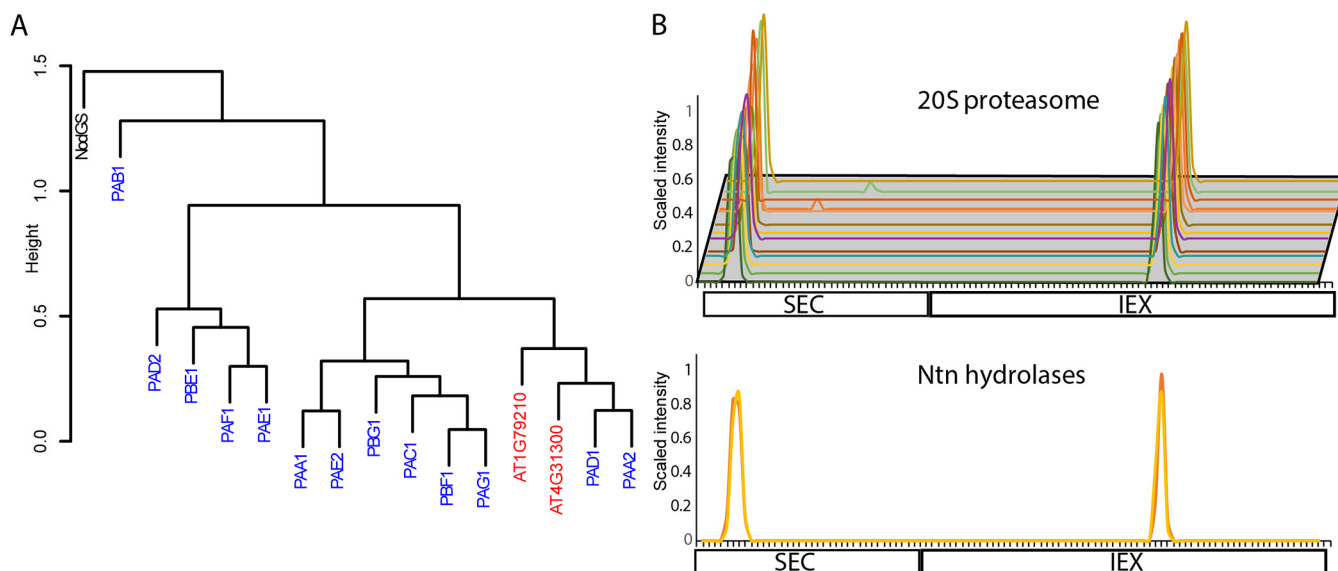 A
Height
1.5
1.0
0.5
0.0
NodGS
PAB1
PAD2
PBE1
PAF1
PAE1
PAA1
PAE2
PBG1
PAC1
PBF1
PAG1
AT1G79210
AT4G31300
PAD1
PAA2
B
20S proteasome
Scaled intensity
1
0.8
0.6
0.4
0.2
0
SEC
IEX
Ntn hydrolases
Scaled intensity
1
0.8
0.6
0.4
0.2
0
SEC
IEX